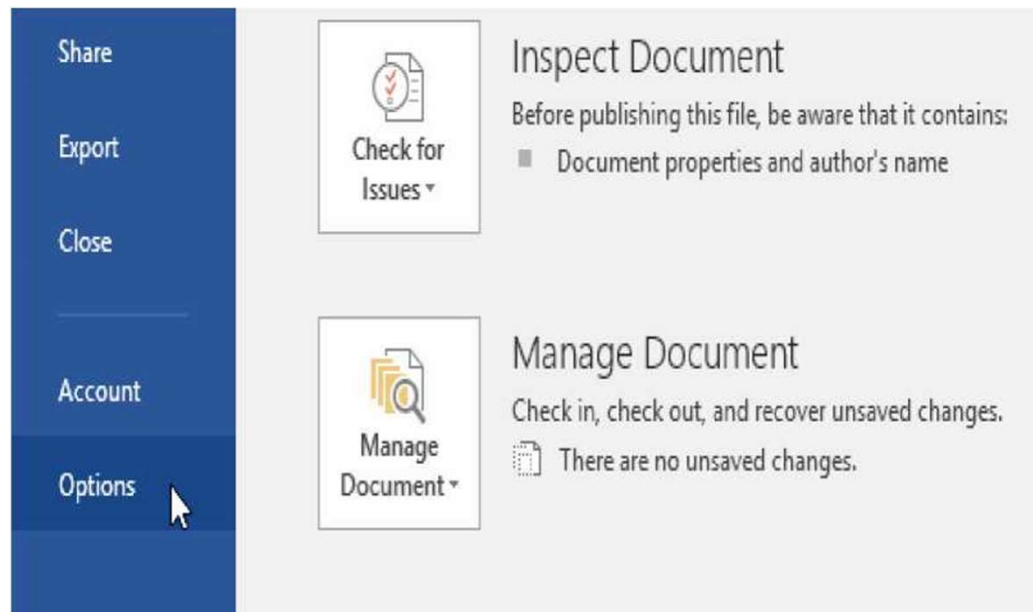 Share
Export
Close
Account
Options
Check for
Issues
Inspect Document
Before publishing this file, be aware that it contains:
Document properties and author's name
Manage
Document
Manage Document
Check in, check out, and recover unsaved changes.
There are no unsaved changes.